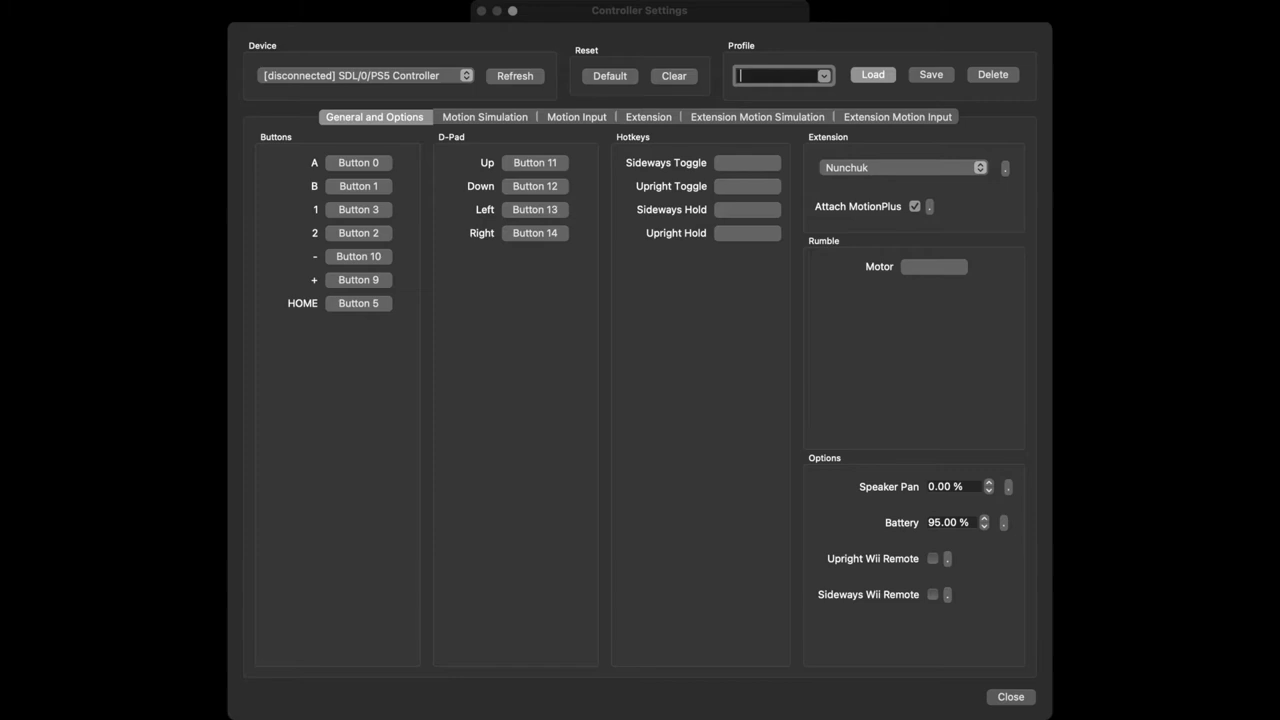 Controller Settings
Device
Reset
Profile
[disconnected] SDL/0/PS5 Controller
Refresh
Default
Clear
Load
Save
Delete
General and Options
Motion Simulation
Motion Input
Extension
Extension Motion Simulation
Extension Motion Input
Buttons
A Button 0
B Button 1
1 Button 3
2 Button 2
- Button 10
+ Button 9
HOME Button 5
D-Pad
Up Button 11
Down Button 12
Left Button 13
Right Button 14
Hotkeys
Sideways Toggle
Upright Toggle
Sideways Hold
Upright Hold
Extension
Nunchuk .
Attach MotionPlus .
Rumble
Motor
Options
Speaker Pan 0.00 % .
Battery 95.00 % .
Upright Wii Remote .
Sideways Wii Remote .
Close